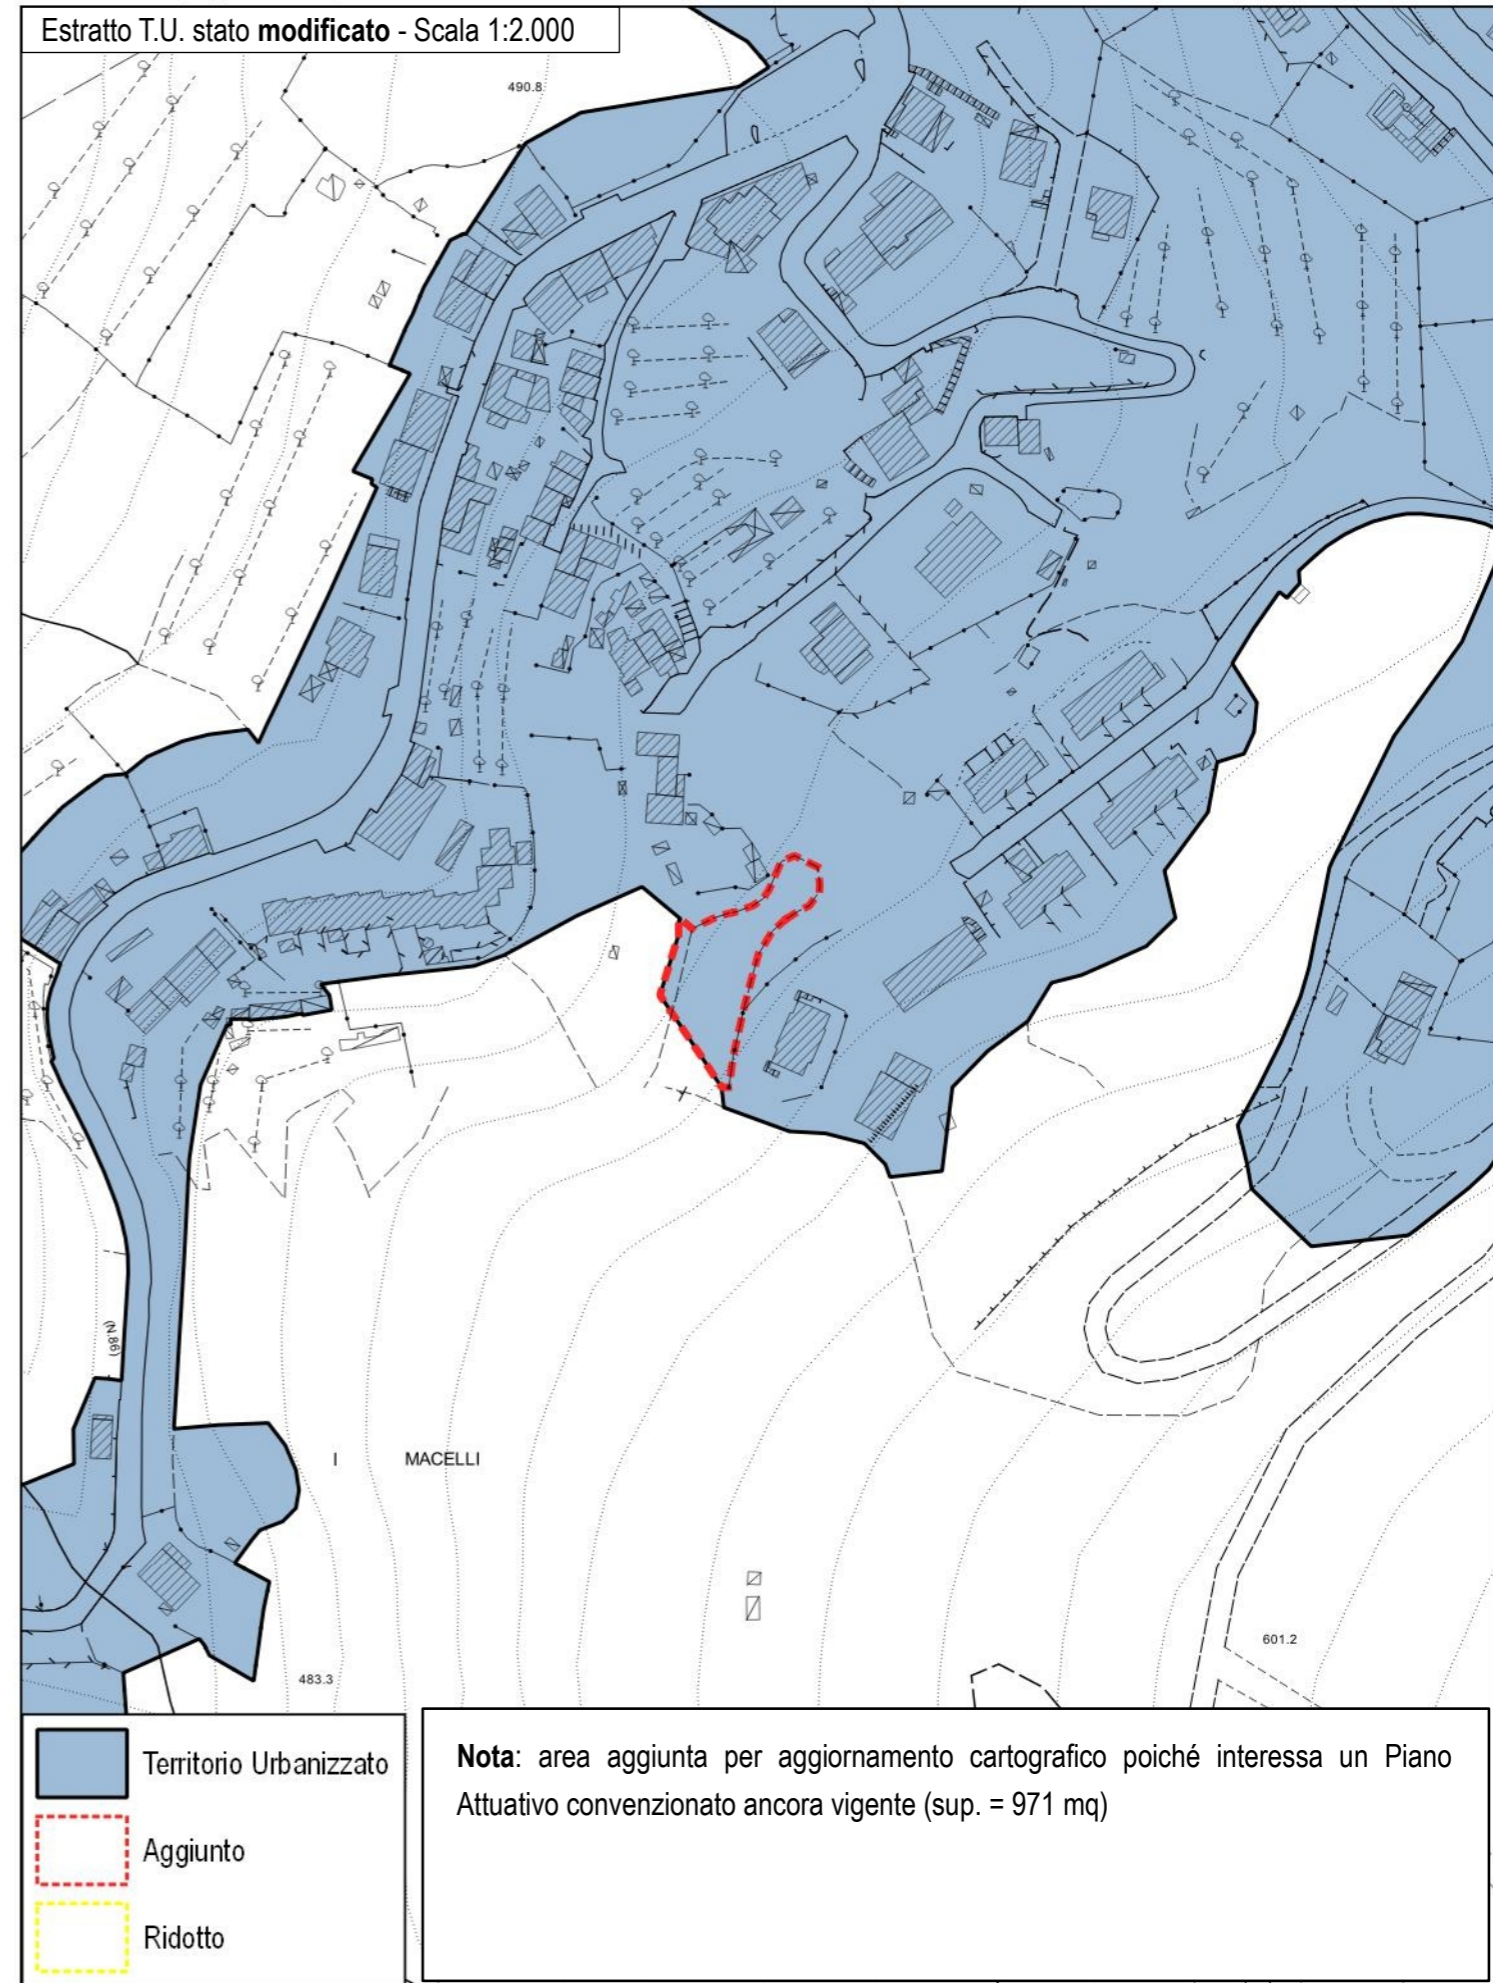 Estratto T.U. stato modificato - Scala 1:2.000
490.8
(N.86)
I MACELLI
601.2
483.3
Territorio Urbanizzato
Aggiunto
Ridotto
Nota: area aggiunta per aggiornamento cartografico poiché interessa un Piano
Attuativo convenzionato ancora vigente (sup. = 971 mq)